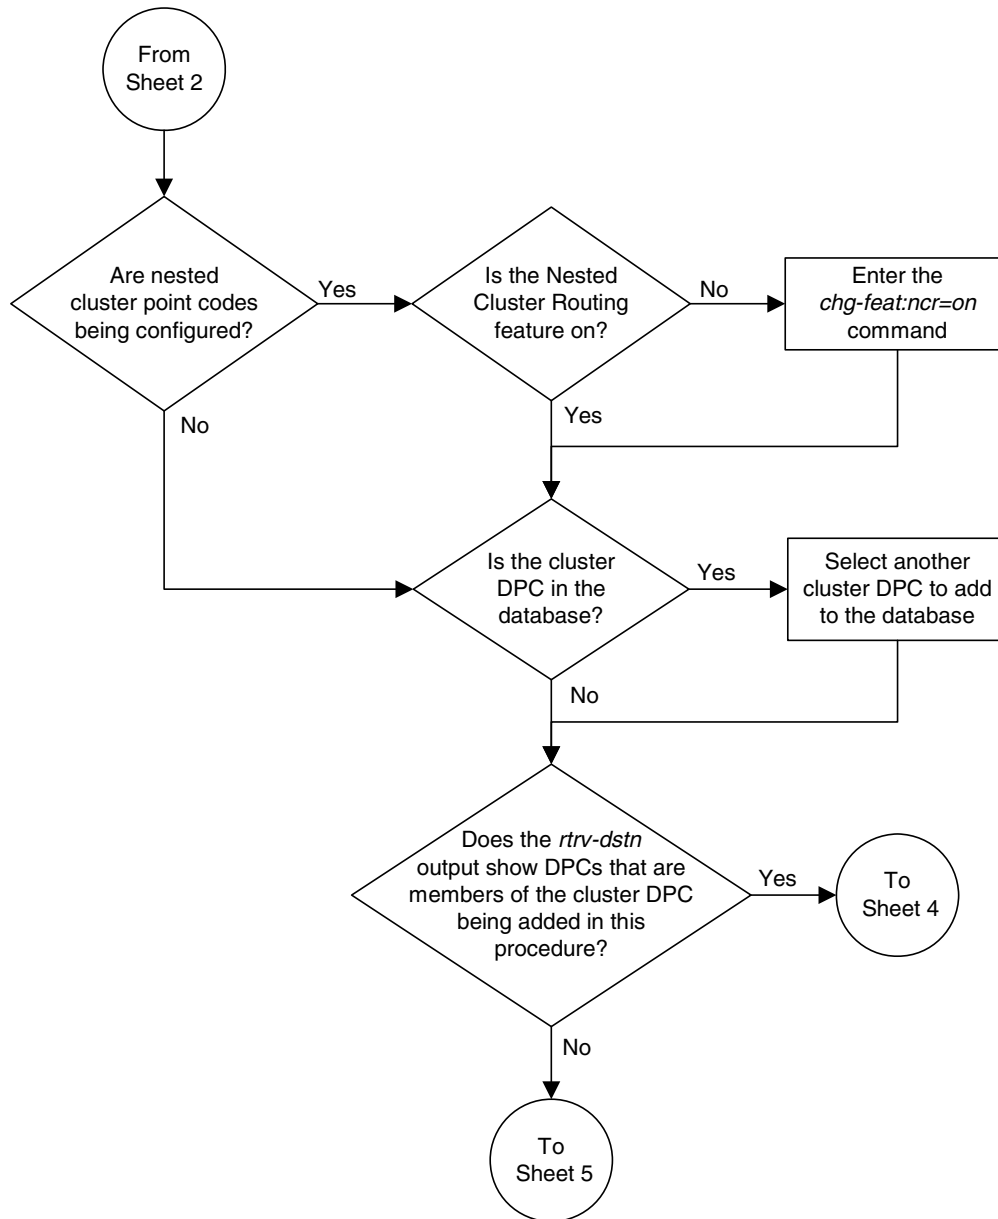 From
Sheet 2
Are nested
cluster point codes
being configured?
Yes
Is the Nested
Cluster Routing
feature on?
No
Enter the
chg-feat:ncr=on
command
No
Yes
Is the cluster
DPC in the
database?
Yes
Select another
cluster DPC to add
to the database
No
Does the rtrv-dstn
output show DPCs that are
members of the cluster DPC
being added in this
procedure?
Yes
To
Sheet 4
No
To
Sheet 5